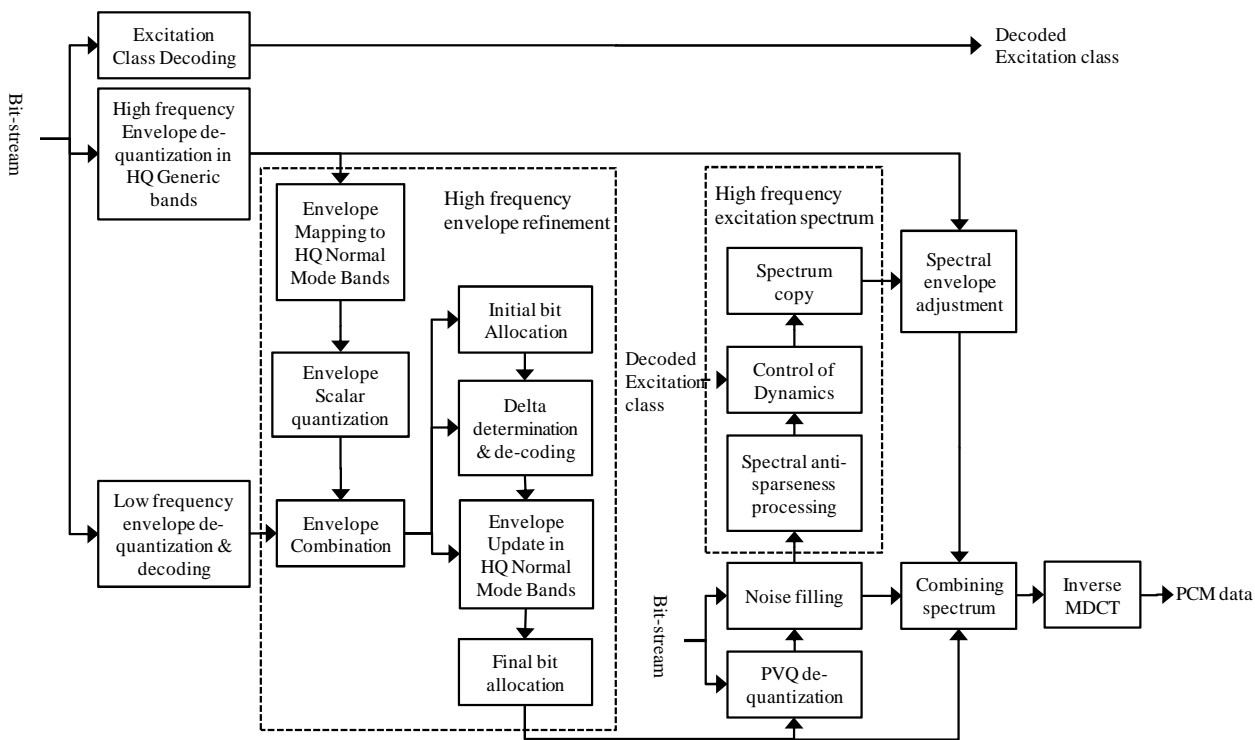 Excitation
Class Decoding
Decoded
Excitation class
Bit-stream
High frequency
Envelope de-
quantization in
HQ Generic
bands
High frequency
envelope refinement
Envelope
Mapping to
HQ Normal
Mode Bands
Envelope
Scalar
quantization
Low frequency
envelope de-
quantization &
decoding
Envelope
Combination
Initial bit
Allocation
Delta
determination
& de-coding
Envelope
Update in
HQ Normal
Mode Bands
Final bit
allocation
High frequency
excitation spectrum
Spectrum
copy
Decoded
Excitation
class
Control of
Dynamics
Spectral anti-
sparseness
processing
Spectral
envelope
adjustment
Bit-stream
Noise filling
PVQ de-
quantization
Combining
spectrum
Inverse
MDCT
PCM data